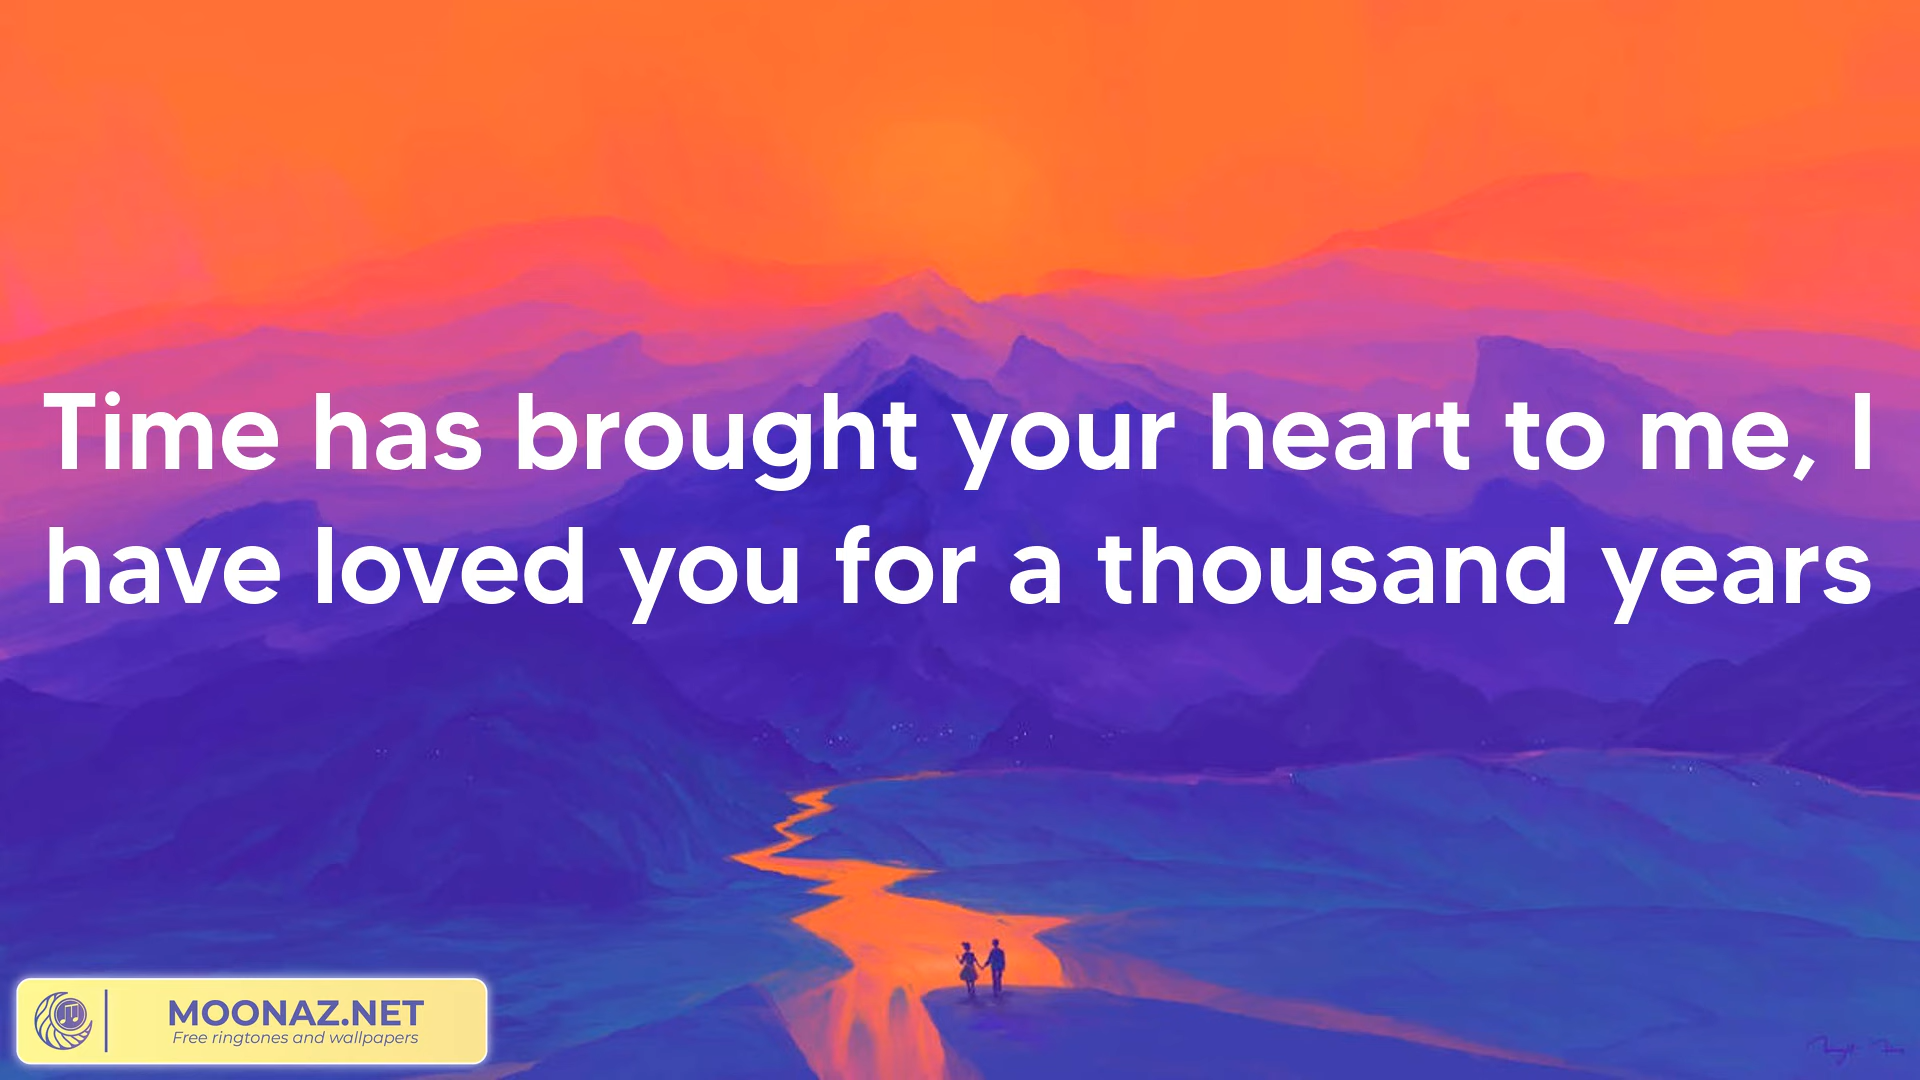 Time has brought your heart to me, I
have loved you for a thousand years
MOONAZ.NET
Free ringtones and wallpapers